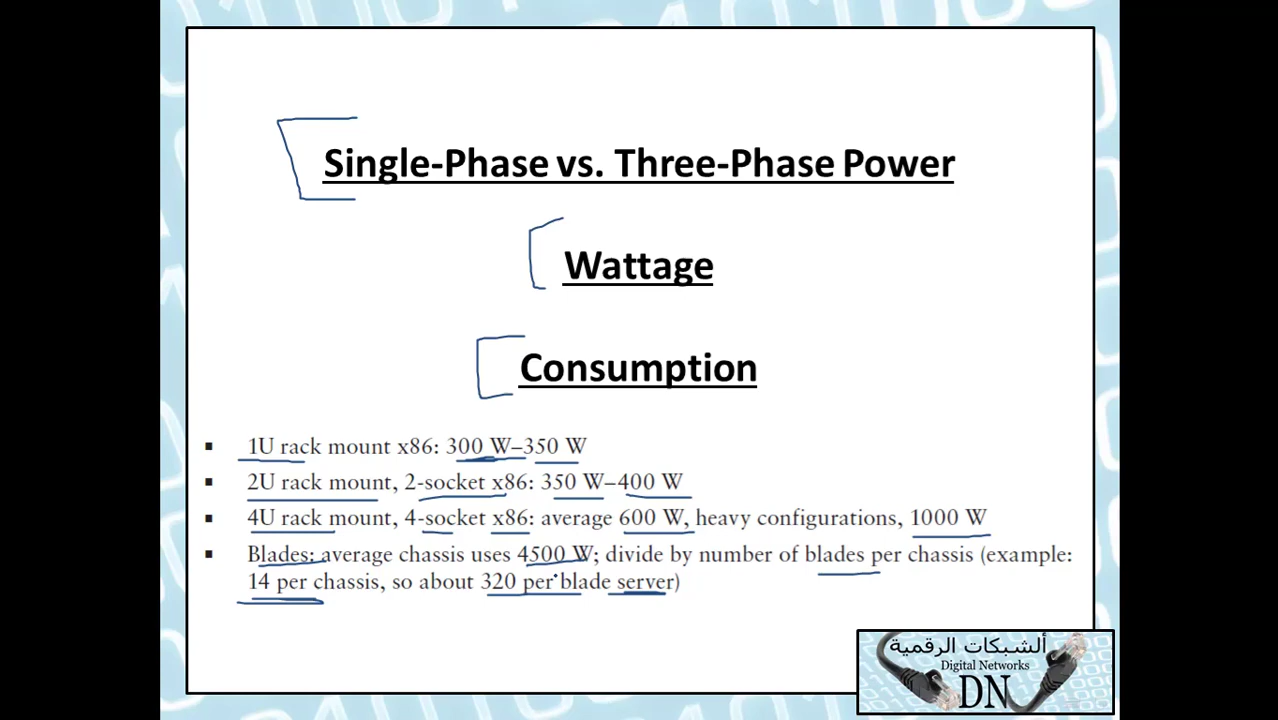 Single-Phase vs. Three-Phase Power
Wattage
Consumption
▪ 1U rack mount x86: 300 W–350 W
▪ 2U rack mount, 2-socket x86: 350 W–400 W
▪ 4U rack mount, 4-socket x86: average 600 W, heavy configurations, 1000 W
▪ Blades: average chassis uses 4500 W; divide by number of blades per chassis (example:
14 per chassis, so about 320 per blade server)
ألشبكات الرقمية
Digital Networks
DN